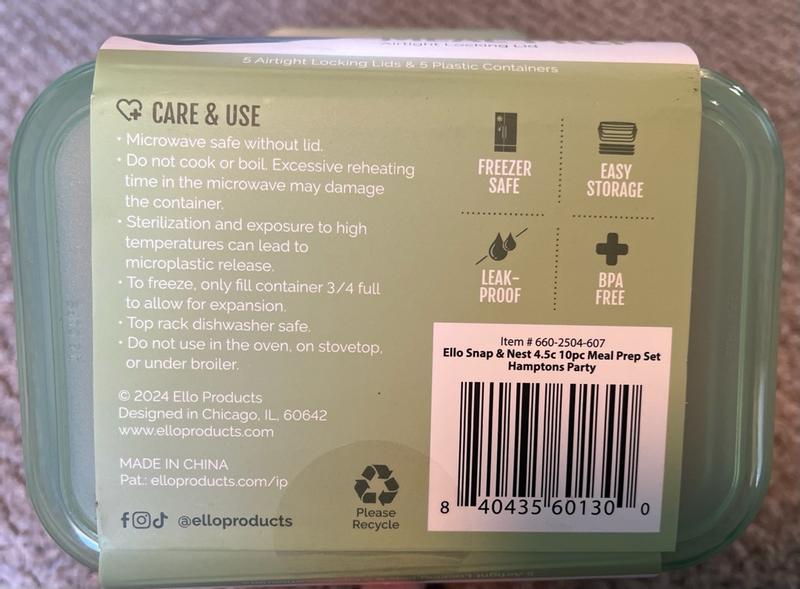 Airtight Locking Lid
5 Airtight Locking Lids & 5 Plastic Containers
CARE & USE
• Microwave safe without lid.
• Do not cook or boil. Excessive reheating
time in the microwave may damage
the container.
• Sterilization and exposure to high
temperatures can lead to
microplastic release.
• To freeze, only fill container 3/4 full
to allow for expansion.
• Top rack dishwasher safe.
• Do not use in the oven, on stovetop,
or under broiler.
© 2024 Ello Products
Designed in Chicago, IL, 60642
www.elloproducts.com
MADE IN CHINA
Pat.: elloproducts.com/ip
@elloproducts
Please
Recycle
FREEZER
SAFE
EASY
STORAGE
LEAK-
PROOF
BPA
FREE
Item # 660-2504-607
Ello Snap & Nest 4.5c 10pc Meal Prep Set
Hamptons Party
8 40435 60130 0